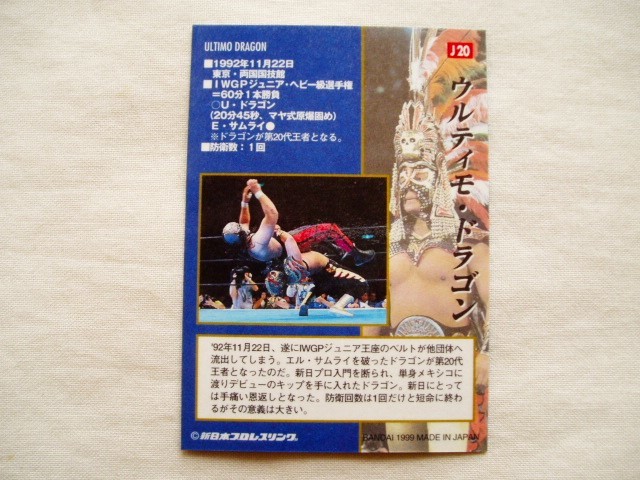 ULTIMO DRAGON
J20
■1992年11月22日
東京・両国国技館
■IWGPジュニア・ヘビー級選手権
＝60分1本勝負
○U・ドラゴン
(20分45秒、マヤ式原爆固め)
E・サムライ●
※ドラゴンが第20代王者となる。
■防衛数：1回
ウルティモ・ドラゴン
'92年11月22日、遂にIWGPジュニア王座のベルトが他団体へ
流出してしまう。エル・サムライを破ったドラゴンが第20代
王者となったのだ。新日プロ入門を断られ、単身メキシコに
渡りデビューのキップを手に入れたドラゴン。新日にとって
は手痛い恩返しとなった。防衛回数は1回だけと短命に終わ
るがその意義は大きい。
©新日本プロレスリング
BANDAI 1999 MADE IN JAPAN